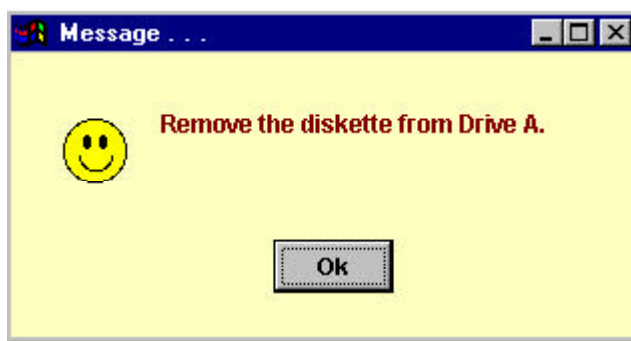 Message . . .
Remove the diskette from Drive A.
Ok